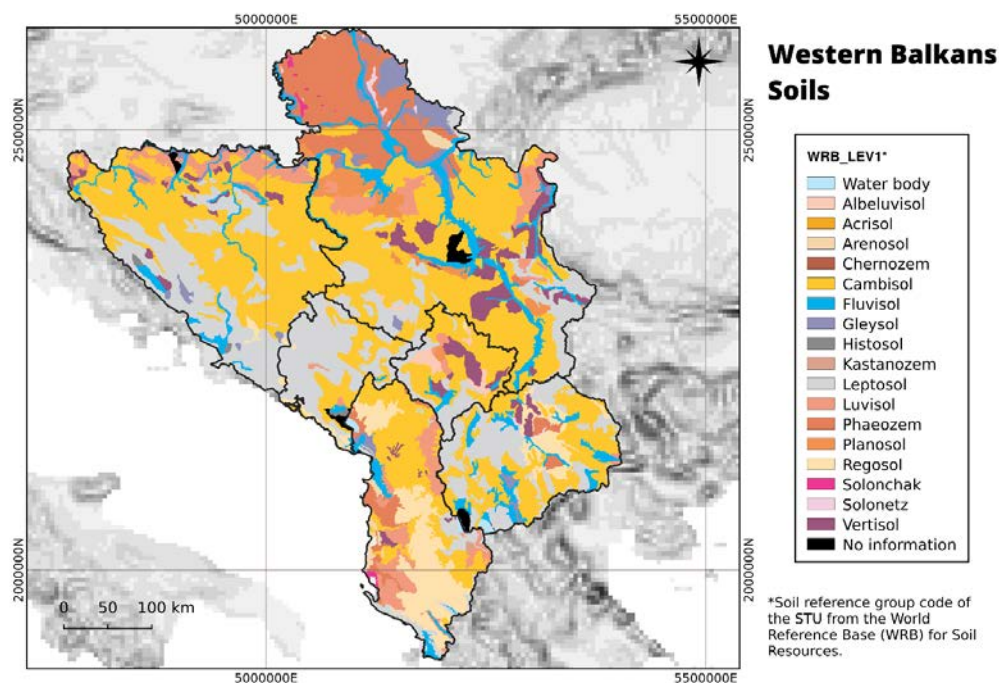 5000000E
5500000E
Western Balkans
Soils
2500000N
2500000N
WRB_LEV1*
Water body
Albeluvisol
Acrisol
Arenosol
Chernozem
Cambisol
Fluvisol
Gleysol
Histosol
Kastanozem
Leptosol
Luvisol
Phaeozem
Planosol
Regosol
Solonchak
Solonetz
Vertisol
No information
2000000N
2000000N
0 50 100 km
*Soil reference group code of
the STU from the World
Reference Base (WRB) for Soil
Resources.
5000000E
5500000E